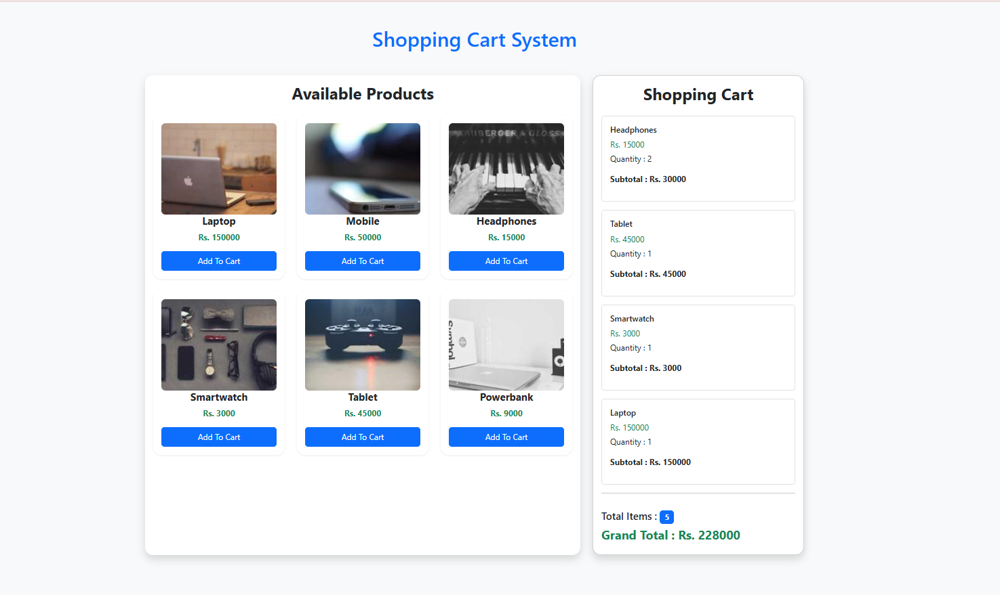 Shopping Cart System
Available Products
KRUBERGER & GLOSS
Laptop
Mobile
Headphones
Rs. 150000
Rs. 50000
Rs. 15000
Add To Cart
Add To Cart
Add To Cart
Symbol
Smartwatch
Tablet
Powerbank
Rs. 3000
Rs. 45000
Rs. 9000
Add To Cart
Add To Cart
Add To Cart
Shopping Cart
Headphones
Rs. 15000
Quantity : 2
Subtotal : Rs. 30000
Tablet
Rs. 45000
Quantity : 1
Subtotal : Rs. 45000
Smartwatch
Rs. 3000
Quantity : 1
Subtotal : Rs. 3000
Laptop
Rs. 150000
Quantity : 1
Subtotal : Rs. 150000
Total Items : 5
Grand Total : Rs. 228000